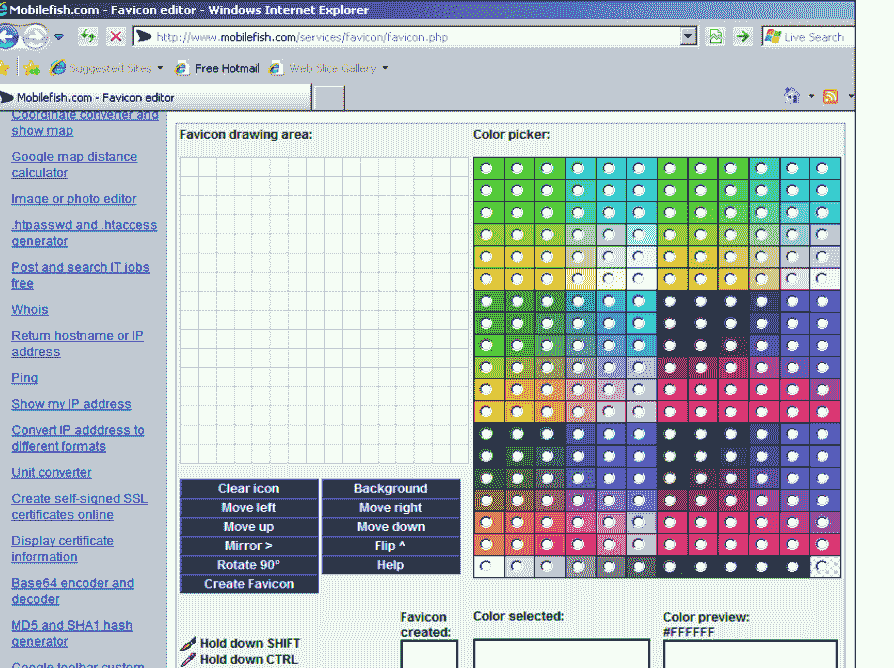 Mobilefish.com - Favicon editor - Windows Internet Explorer
http://www.mobilefish.com/services/favicon/favicon.php
Live Search
Suggested Sites
Free Hotmail
Web Slice Gallery
Mobilefish.com - Favicon editor
Coordinate converter and
show map
Google map distance
calculator
Image or photo editor
.htpasswd and .htaccess
generator
Post and search IT jobs
free
Whois
Return hostname or IP
address
Ping
Show my IP address
Convert IP adddress to
different formats
Unit converter
Create self-signed SSL
certificates online
Display certificate
information
Base64 encoder and
decoder
MD5 and SHA1 hash
generator
Google toolbar custom
Favicon drawing area:
Clear icon
Background
Move left
Move right
Move up
Move down
Mirror >
Flip ^
Rotate 90°
Help
Create Favicon
Hold down SHIFT
Hold down CTRL
Favicon
created:
Color picker:
Color selected:
Color preview:
#FFFFFF